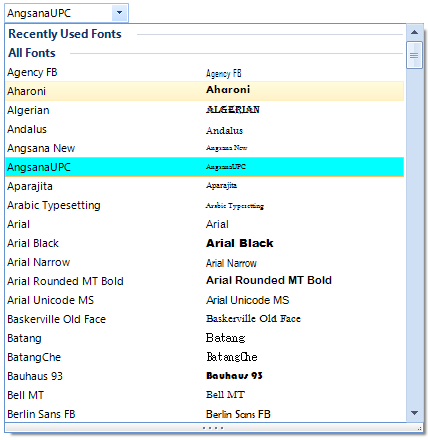 AngsanaUPC
Recently Used Fonts
All Fonts
Agency FB Agency FB
Aharoni Aharoni
Algerian ALGERIAN
Andalus Andalus
Angsana New Angsana New
AngsanaUPC AngsanaUPC
Aparajita Aparajita
Arabic Typesetting Arabic Typesetting
Arial Arial
Arial Black Arial Black
Arial Narrow Arial Narrow
Arial Rounded MT Bold Arial Rounded MT Bold
Arial Unicode MS Arial Unicode MS
Baskerville Old Face Baskerville Old Face
Batang Batang
BatangChe BatangChe
Bauhaus 93 Bauhaus 93
Bell MT Bell MT
Berlin Sans FB Berlin Sans FB